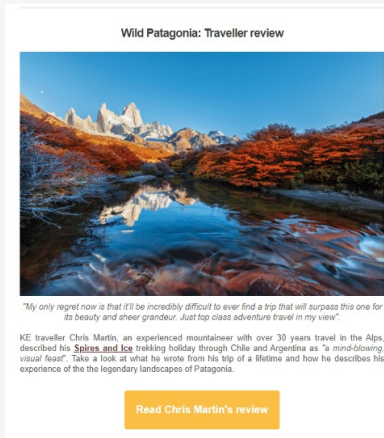 Wild Patagonia: Traveller review
"My only regret now is that it'll be incredibly difficult to ever find a trip that will surpass this one for
its beauty and sheer grandeur. Just top class adventure travel in my view".
KE traveller Chris Martin, an experienced mountaineer with over 30 years travel in the Alps,
described his Spires and Ice trekking holiday through Chile and Argentina as "a mind-blowing,
visual feast". Take a look at what he wrote from his trip of a lifetime and how he describes his
experience of the the legendary landscapes of Patagonia.
Read Chris Martin's review